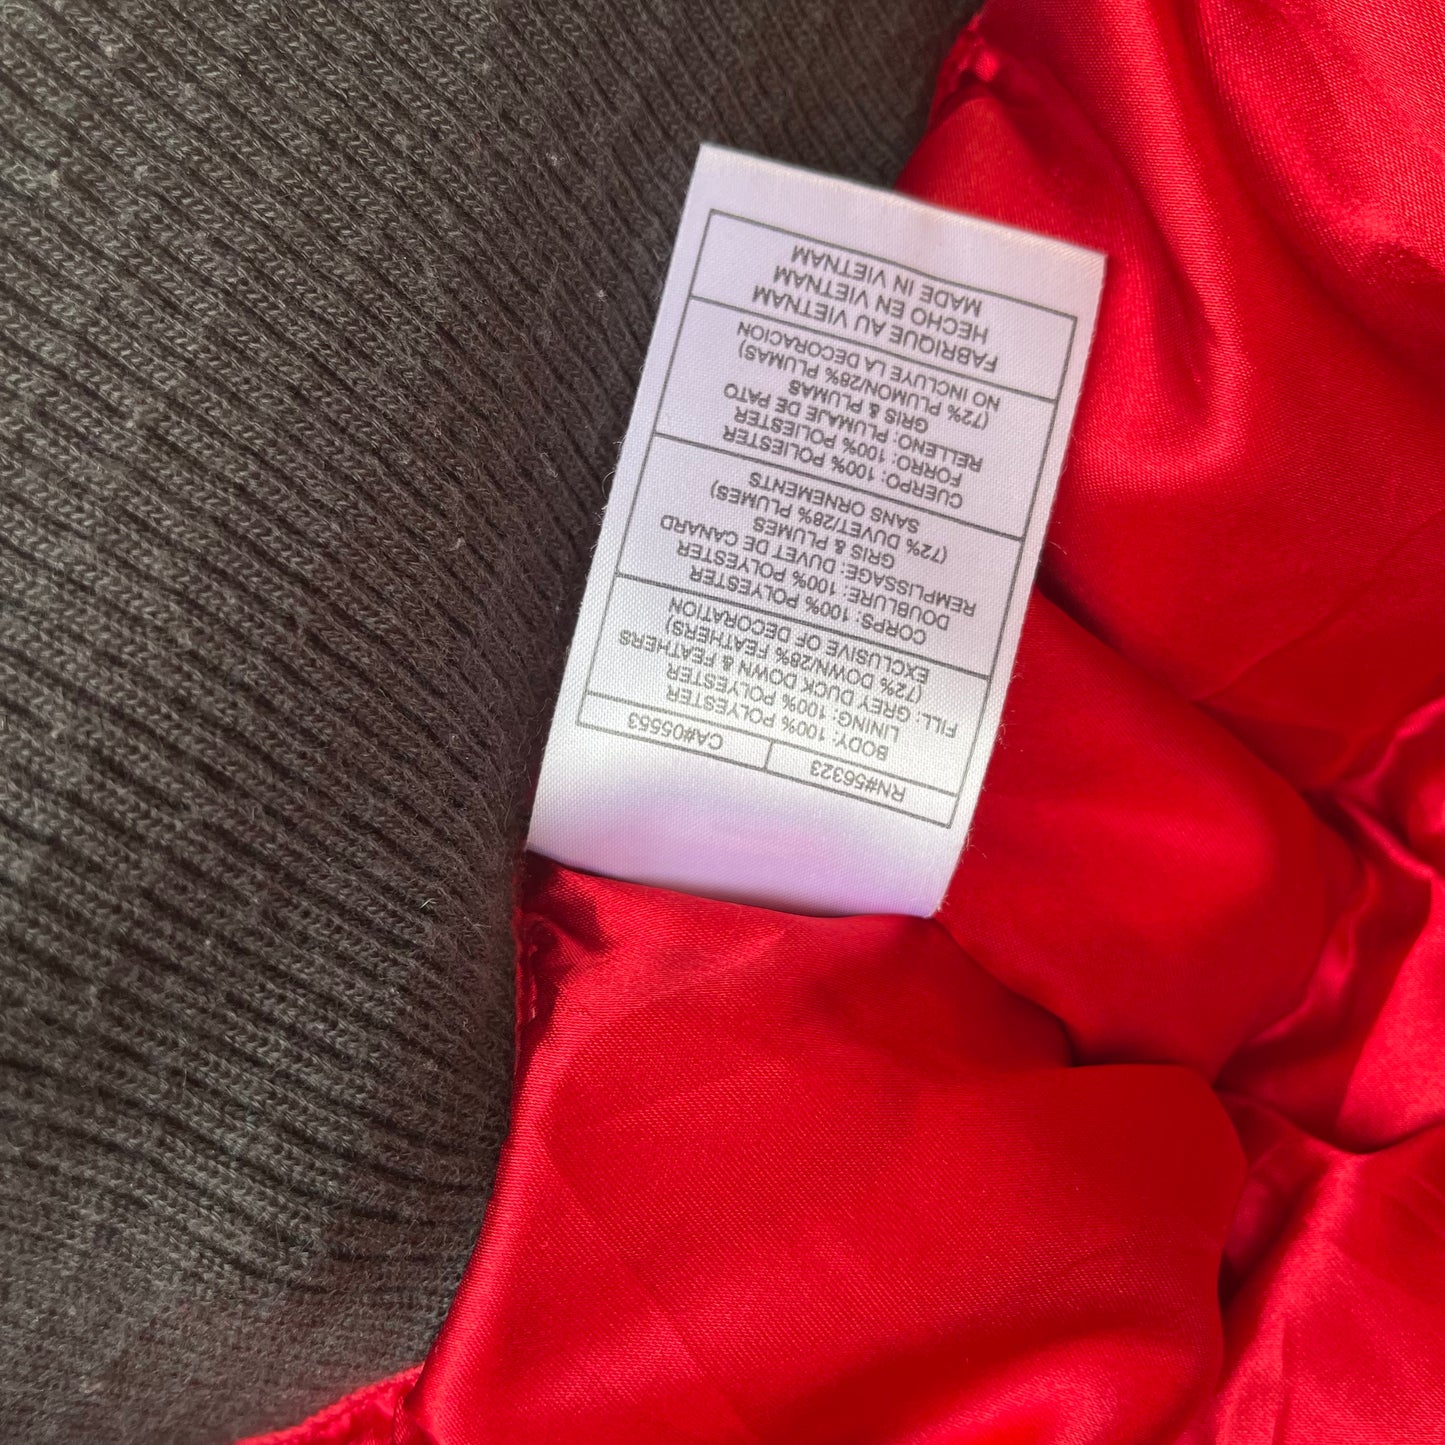 RN#56323 CA#05553
BODY: 100% POLYESTER
LINING: 100% POLYESTER
FILL: GREY DUCK DOWN & FEATHERS
(72% DOWN/28% FEATHERS)
EXCLUSIVE OF DECORATION
CORPS: 100% POLYESTER
DOUBLURE: 100% POLYESTER
REMPLISSAGE: DUVET DE CANARD
GRIS & PLUMES
(72% DUVET/28% PLUMES)
SANS ORNEMENTS
CUERPO: 100% POLIESTER
FORRO: 100% POLIESTER
RELLENO: PLUMAJE DE PATO
GRIS & PLUMAS
(72% PLUMON/28% PLUMAS)
NO INCLUYE LA DECORACION
FABRIQUE AU VIETNAM
HECHO EN VIETNAM
MADE IN VIETNAM